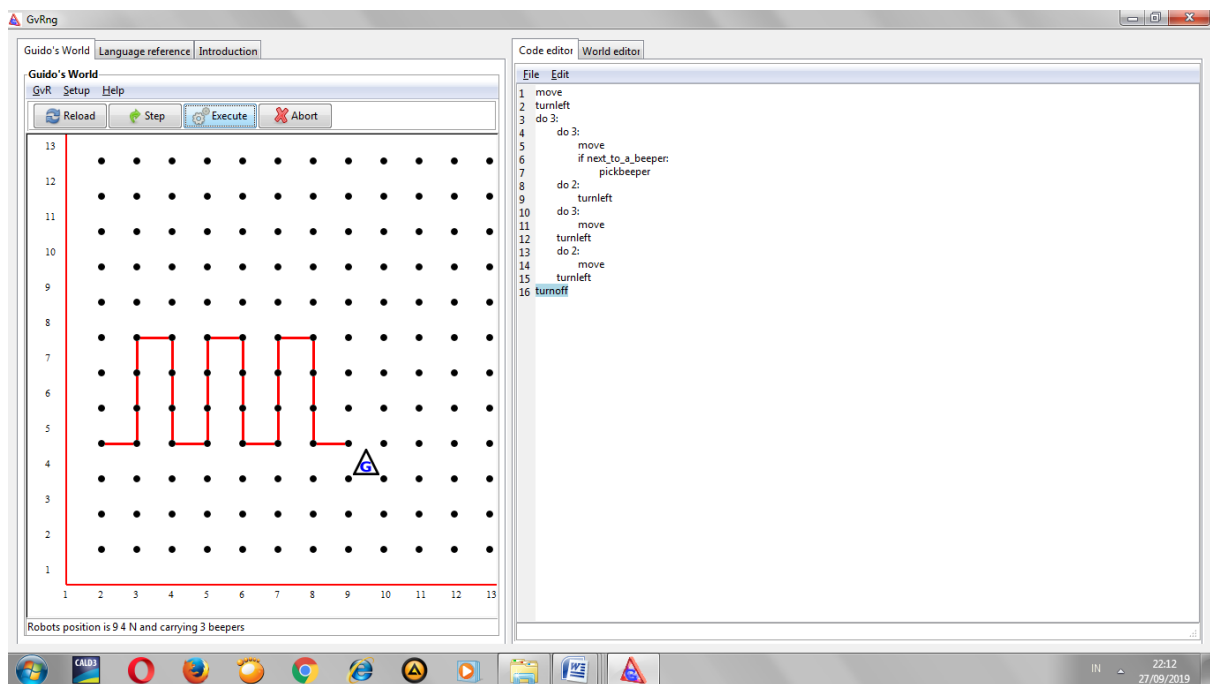 GvRng
Guido's World Language reference Introduction
Guido's World
GvR Setup Help
Reload Step Execute Abort
13
12
11
10
9
8
7
6
5
4
3
2
1
1 2 3 4 5 6 7 8 9 10 11 12 13
G
Robots position is 9 4 N and carrying 3 beepers
Code editor World editor
File Edit
1 move
2 turnleft
3 do 3:
4 do 3:
5 move
6 if next_to_a_beeper:
7 pickbeeper
8 do 2:
9 turnleft
10 do 3:
11 move
12 turnleft
13 do 2:
14 move
15 turnleft
16 turnoff
CALD3
IN
22:12
27/09/2019